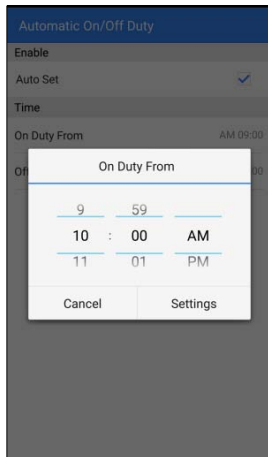 Automatic On/Off Duty
Enable
Auto Set
Time
On Duty From AM 09:00
Of 00
On Duty From
9 59
10 : 00 AM
11 01 PM
Cancel Settings